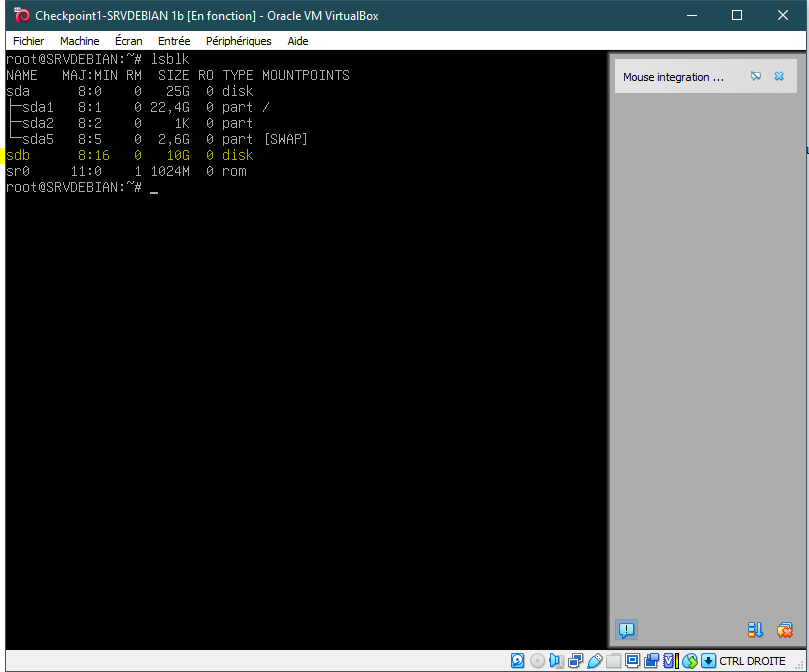 Checkpoint1-SRVDEBIAN 1b [En fonction] - Oracle VM VirtualBox
Fichier Machine Écran Entrée Périphériques Aide
root@SRVDEBIAN:~# lsblk
NAME   MAJ:MIN RM  SIZE RO TYPE MOUNTPOINTS
sda      8:0    0   25G  0 disk
├─sda1   8:1    0 22,4G  0 part /
├─sda2   8:2    0    1K  0 part
└─sda5   8:5    0  2,6G  0 part [SWAP]
sdb      8:16   0   10G  0 disk
sr0     11:0    1 1024M  0 rom
root@SRVDEBIAN:~# _
Mouse integration ...
CTRL DROITE